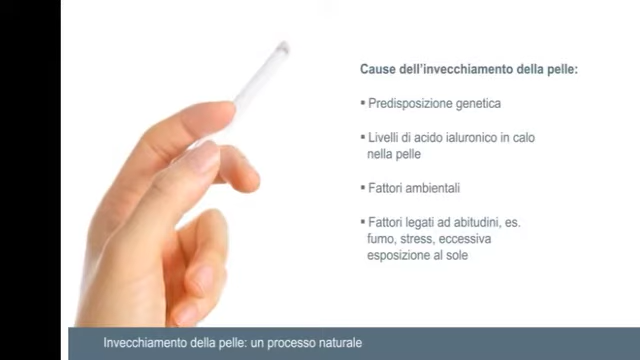 Cause dell'invecchiamento della pelle:
▪ Predisposizione genetica
▪ Livelli di acido ialuronico in calo
nella pelle
▪ Fattori ambientali
▪ Fattori legati ad abitudini, es.
fumo, stress, eccessiva
esposizione al sole
Invecchiamento della pelle: un processo naturale